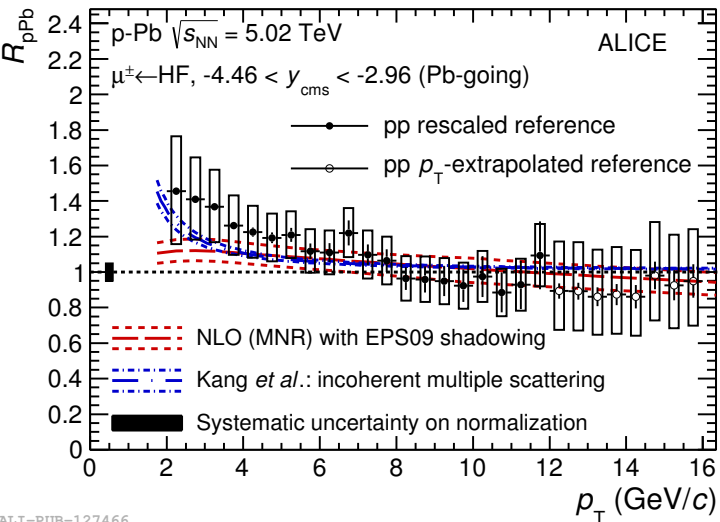 R_pPb
2.4
2.2
2
1.8
1.6
1.4
1.2
1
0.8
0.6
0.4
0.2
0
p-Pb √s_NN = 5.02 TeV
ALICE
μ±←HF, -4.46 < y_cms < -2.96 (Pb-going)
pp rescaled reference
pp p_T-extrapolated reference
NLO (MNR) with EPS09 shadowing
Kang et al.: incoherent multiple scattering
Systematic uncertainty on normalization
0 2 4 6 8 10 12 14 16
p_T (GeV/c)
ALI-PUB-127466